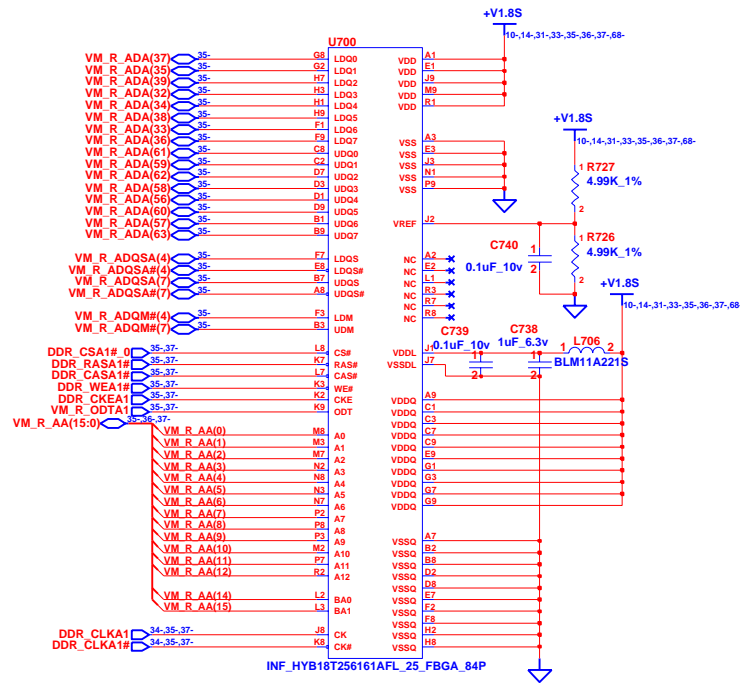 +V1.8S
10-,14-,31-,33-,35-,36-,37-,68-
U700
VM_R_ADA(37) 35- G8 LDQ0 VDD A1
VM_R_ADA(35) 35- G2 LDQ1 VDD E1
VM_R_ADA(39) 35- H7 LDQ2 VDD J9
VM_R_ADA(32) 35- H3 LDQ3 VDD M9
VM_R_ADA(34) 35- H1 LDQ4 VDD R1
VM_R_ADA(38) 35- H9 LDQ5
VM_R_ADA(33) 35- F1 LDQ6
VM_R_ADA(36) 35- F9 LDQ7 VSS A3
VM_R_ADA(61) 35- C8 UDQ0 VSS E3
VM_R_ADA(59) 35- C2 UDQ1 VSS J3
VM_R_ADA(62) 35- D7 UDQ2 VSS N1
VM_R_ADA(58) 35- D3 UDQ3 VSS P9
VM_R_ADA(56) 35- D1 UDQ4
VM_R_ADA(60) 35- D9 UDQ5
VM_R_ADA(57) 35- B1 UDQ6 VREF J2
VM_R_ADA(63) 35- B9 UDQ7
+V1.8S
10-,14-,31-,33-,35-,36-,37-,68-
1 R727
4.99K_1%
2
1 R726
4.99K_1%
2
C740
1
0.1uF_10v
2
VM_R_ADQSA(4) 35- F7 LDQS NC A2
VM_R_ADQSA#(4) 35- E8 LDQS# NC E2
VM_R_ADQSA(7) 35- B7 UDQS NC L1
VM_R_ADQSA#(7) 35- A8 UDQS# NC R3
NC R7
NC R8
VM_R_ADQM#(4) 35- F3 LDM
VM_R_ADQM#(7) 35- B3 UDM
+V1.8S
10-,14-,31-,33-,35-,36-,37-,68-
C739
0.1uF_10v
1
2
C738
1uF_6.3v
1
2
L706
1 2
BLM11A221S
DDR_CSA1#_0 35-,37- L8 CS# VDDL J1
DDR_RASA1# 35-,37- K7 RAS# VSSDL J7
DDR_CASA1# 35-,37- L7 CAS#
DDR_WEA1# 35-,37- K3 WE#
DDR_CKEA1 35-,37- K2 CKE VDDQ A9
VM_R_ODTA1 35-,37- K9 ODT VDDQ C1
VM_R_AA(15:0) 35-,36-,37- VDDQ C3
VM_R_AA(0) M8 A0 VDDQ C7
VM_R_AA(1) M3 A1 VDDQ C9
VM_R_AA(2) M7 A2 VDDQ E9
VM_R_AA(3) N2 A3 VDDQ G1
VM_R_AA(4) N8 A4 VDDQ G3
VM_R_AA(5) N3 A5 VDDQ G7
VM_R_AA(6) N7 A6 VDDQ G9
VM_R_AA(7) P2 A7
VM_R_AA(8) P8 A8
VM_R_AA(9) P3 A9 VSSQ A7
VM_R_AA(10) M2 A10 VSSQ B2
VM_R_AA(11) P7 A11 VSSQ B8
VM_R_AA(12) R2 A12 VSSQ D2
VSSQ D8
VM_R_AA(14) L2 BA0 VSSQ E7
VM_R_AA(15) L3 BA1 VSSQ F2
VSSQ F8
DDR_CLKA1 34-,35-,37- J8 CK VSSQ H2
DDR_CLKA1# 34-,35-,37- K8 CK# VSSQ H8
INF_HYB18T256161AFL_25_FBGA_84P